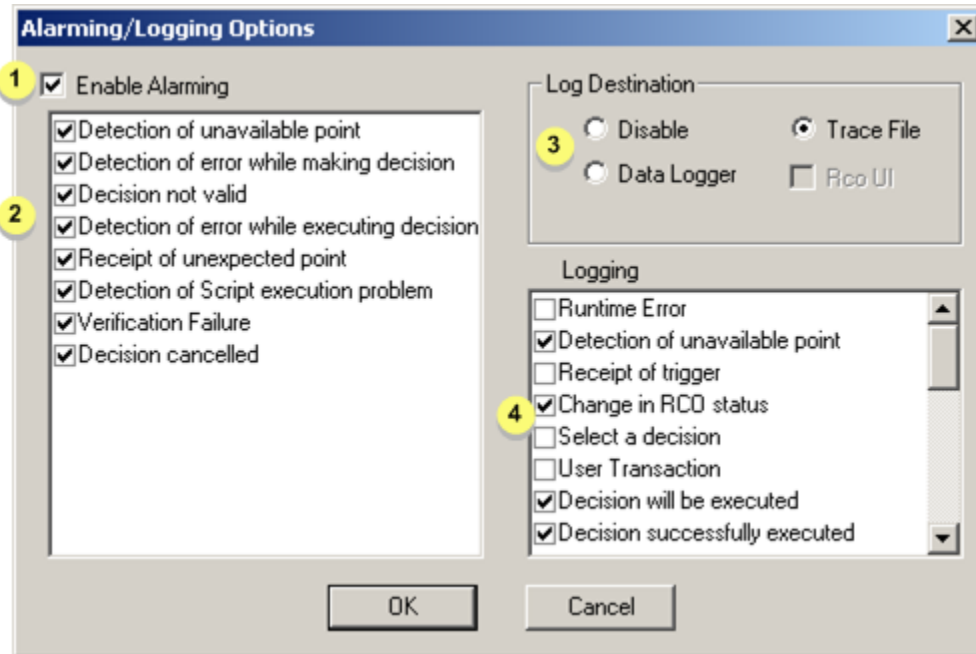 Alarming/Logging Options
1
Enable Alarming
2
Detection of unavailable point
Detection of error while making decision
Decision not valid
Detection of error while executing decision
Receipt of unexpected point
Detection of Script execution problem
Verification Failure
Decision cancelled
Log Destination
3
Disable
Trace File
Data Logger
Rco UI
Logging
4
Runtime Error
Detection of unavailable point
Receipt of trigger
Change in RCO status
Select a decision
User Transaction
Decision will be executed
Decision successfully executed
OK
Cancel